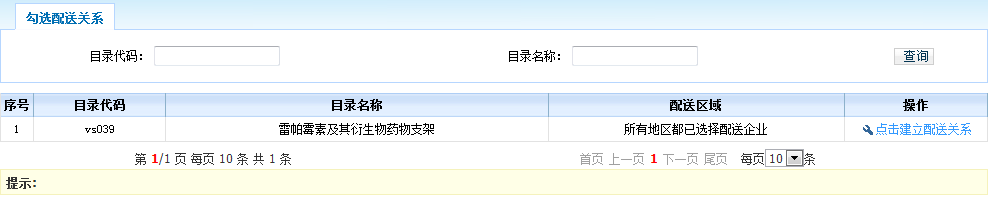 勾选配送关系
目录代码： 目录名称： 查询
序号 目录代码 目录名称 配送区域 操作
1 vs039 雷帕霉素及其衍生物药物支架 所有地区都已选择配送企业 点击建立配送关系
第 1/1 页 每页 10 条 共 1 条 首页 上一页 1 下一页 尾页 每页 10 条
提示：